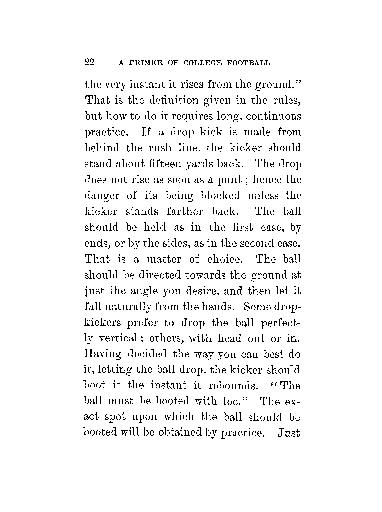 22 A PRIMER OF COLLEGE FOOTBALL
the very instant it rises from the ground."
That is the definition given in the rules,
but how to do it requires long, continuous
practice. If a drop kick is made from
behind the rush line, the kicker should
stand about fifteen yards back. The drop
does not rise as soon as a punt; hence the
danger of its being blocked unless the
kicker stands farther back. The ball
should be held as in the first case, by
ends, or by the sides, as in the second case.
That is a matter of choice. The ball
should be directed towards the ground at
just the angle you desire, and then let it
fall naturally from the hands. Some drop-
kickers prefer to drop the ball perfect-
ly vertical; others, with head out or in.
Having decided the way you can best do
it, letting the ball drop, the kicker should
boot it the instant it rebounds. "The
ball must be booted with toe." The ex-
act spot upon which the ball should be
booted will be obtained by practice. Just